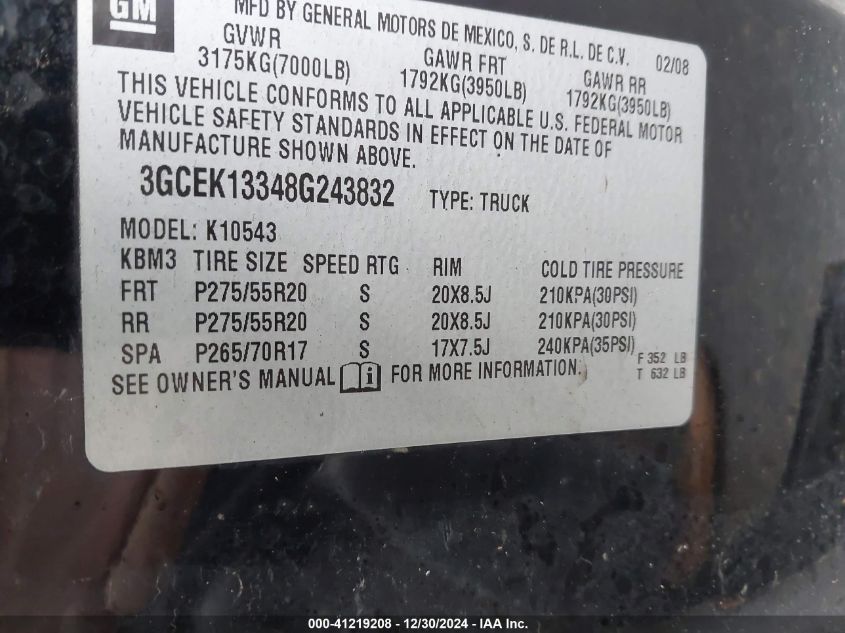 GM
MFD BY GENERAL MOTORS DE MEXICO, S. DE R.L. DE C.V. 02/08
GVWR GAWR FRT GAWR RR
3175KG(7000LB) 1792KG(3950LB) 1792KG(3950LB)
THIS VEHICLE CONFORMS TO ALL APPLICABLE U.S. FEDERAL MOTOR
VEHICLE SAFETY STANDARDS IN EFFECT ON THE DATE OF
MANUFACTURE SHOWN ABOVE.
3GCEK13348G243832 TYPE: TRUCK
MODEL: K10543
KBM3 TIRE SIZE SPEED RTG RIM COLD TIRE PRESSURE
FRT P275/55R20 S 20X8.5J 210KPA(30PSI)
RR P275/55R20 S 20X8.5J 210KPA(30PSI)
SPA P265/70R17 S 17X7.5J 240KPA(35PSI)
F 352 LB
SEE OWNER'S MANUAL i FOR MORE INFORMATION.
T 632 LB
000-41219208 - 12/30/2024 - IAA Inc.